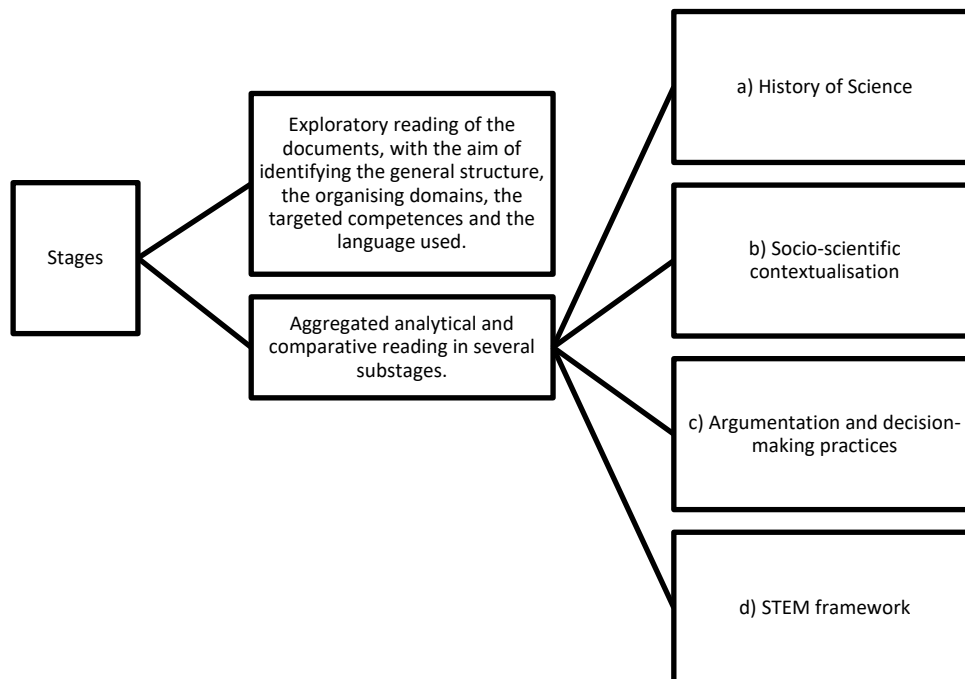 Stages
Exploratory reading of the
documents, with the aim of
identifying the general structure,
the organising domains, the
targeted competences and the
language used.
Aggregated analytical and
comparative reading in several
substages.
a) History of Science
b) Socio-scientific
contextualisation
c) Argumentation and decision-
making practices
d) STEM framework